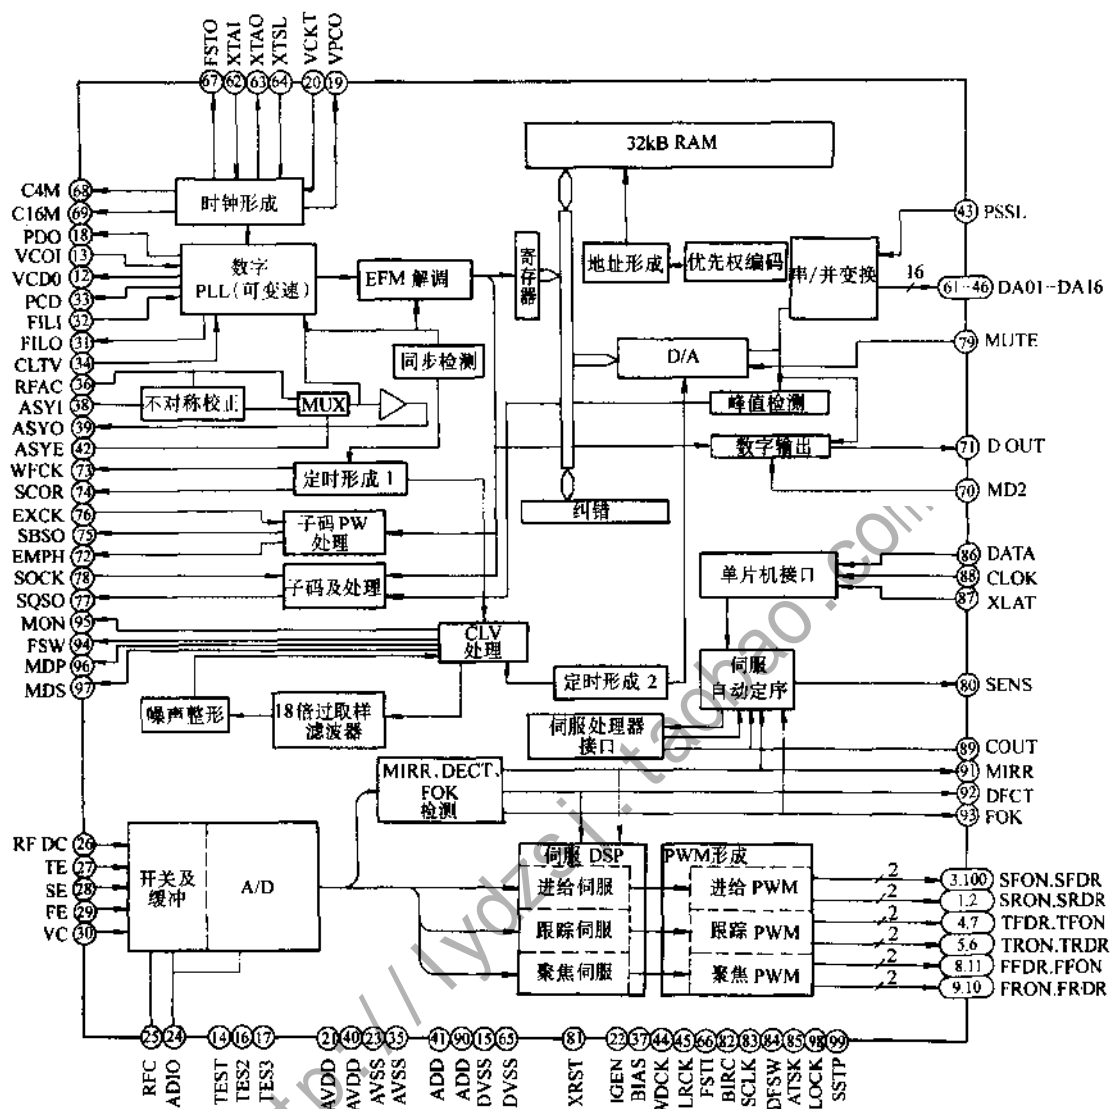 FSTO
XTAI
XTAO
XTSL
VCKT
VPCO
67
62
63
64
20
19
32kB RAM
C4M 68
C16M 69
时钟形成
PDO 18
VCOI 13
VCD0 12
PCD 33
FILI 32
FILO 31
CLTV 34
RFAC 36
ASYI 38
ASYO 39
ASYE 42
WFCK 73
SCOR 74
EXCK 76
SBSO 75
EMPH 72
SOCK 78
SQSO 77
MON 95
FSW 94
MDP 96
MDS 97
数字
PLL(可变速)
EFM 解调
寄存器
地址形成
优先权编码
串/并变换
43 PSSL
16
61--46 DA01--DA16
79 MUTE
同步检测
D/A
不对称校正
MUX
峰值检测
数字输出
71 D OUT
70 MD2
定时形成 1
纠错
子码 PW
处理
子码及处理
单片机接口
86 DATA
88 CLOK
87 XLAT
CLV
处理
定时形成 2
伺服
自动定序
80 SENS
噪声整形
18倍过取样
滤波器
伺服处理器
接口
89 COUT
91 MIRR
92 DFCT
93 FOK
MIRR、DECT、
FOK
检测
RF DC 26
TE 27
SE 28
FE 29
VC 30
开关及
缓冲
A/D
伺服 DSP
进给伺服
跟踪伺服
聚焦伺服
PWM形成
进给 PWM
跟踪 PWM
聚焦 PWM
2 3.100 SFON.SFDR
2 1.2 SRON.SRDR
2 4.7 TFDR.TFON
2 5.6 TRON.TRDR
2 8.11 FFDR.FFON
2 9.10 FRON.FRDR
25
24
14
16
17
21
40
23
35
41
90
15
65
81
22
37
44
45
66
82
83
84
85
98
99
RFC
ADIO
TEST
TES2
TES3
AVDD
AVDD
AVSS
AVSS
ADD
ADD
DVSS
DVSS
XRST
IGEN
BIAS
WDCK
LRCK
FSTI
BIRC
SCLK
DFSW
ATSK
LOCK
SSTP
http://lydzsj.taobao.com